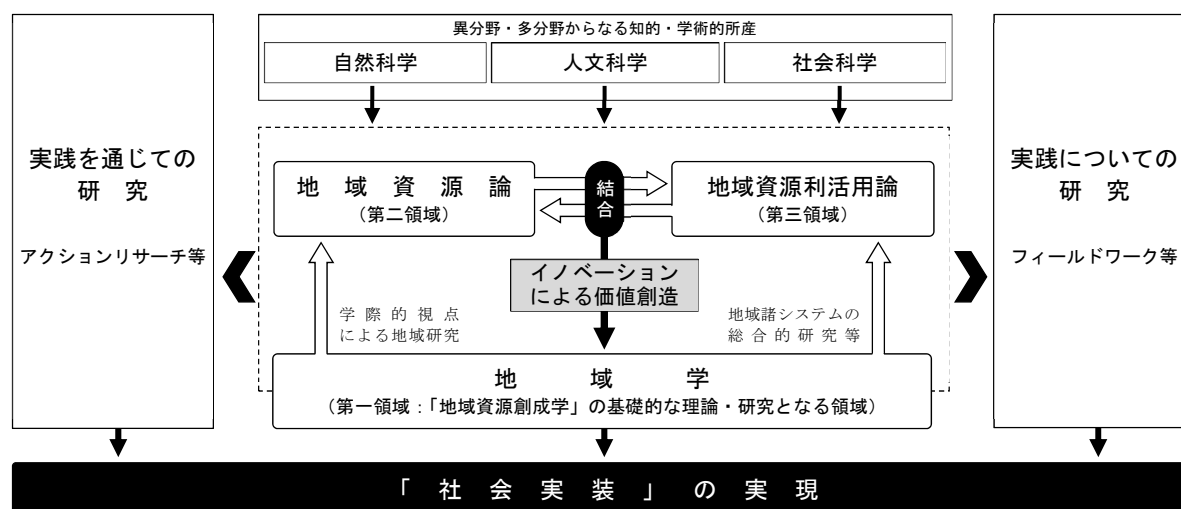 異分野・多分野からなる知的・学術的所産
自然科学
人文科学
社会科学
実践を通じての
研究
アクションリサーチ等
地域資源論
(第二領域)
結合
地域資源利活用論
(第三領域)
イノベーション
による価値創造
学際的視点
による地域研究
地域諸システムの
総合的研究等
地域学
(第一領域:「地域資源創成学」の基礎的な理論・研究となる領域)
実践についての
研究
フィールドワーク等
「社会実装」の実現